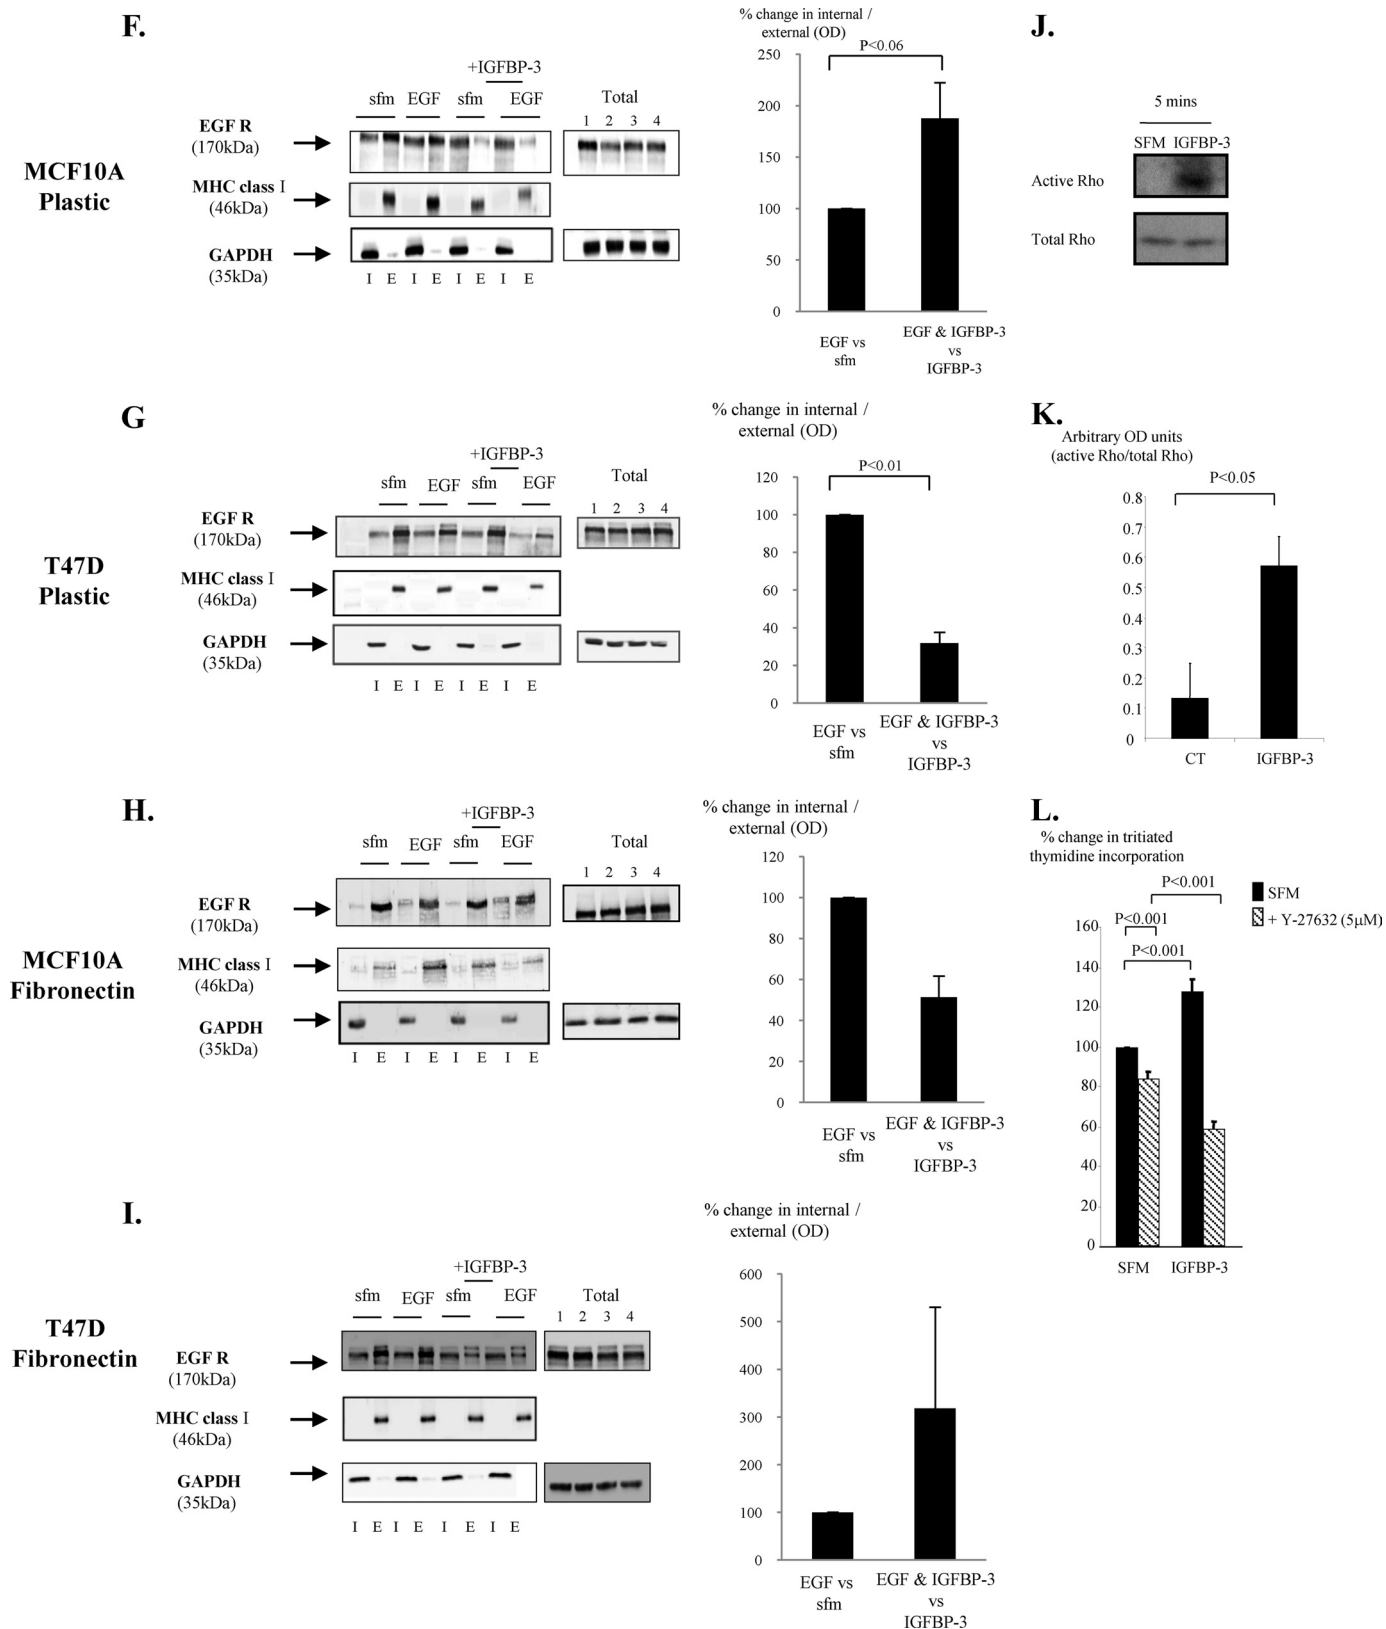 F.
MCF10A
Plastic
+IGFBP-3
sfm EGF sfm EGF
Total
1 2 3 4
EGF R
(170kDa)
MHC class I
(46kDa)
GAPDH
(35kDa)
I E I E I E I E
% change in internal /
external (OD)
P<0.06
250
200
150
100
50
0
EGF vs
sfm
EGF & IGFBP-3
vs
IGFBP-3
J.
5 mins
SFM IGFBP-3
Active Rho
Total Rho
G
T47D
Plastic
+IGFBP-3
sfm EGF sfm EGF
Total
1 2 3 4
EGF R
(170kDa)
MHC class I
(46kDa)
GAPDH
(35kDa)
I E I E I E I E
% change in internal /
external (OD)
P<0.01
120
100
80
60
40
20
0
EGF vs
sfm
EGF & IGFBP-3
vs
IGFBP-3
K.
Arbitrary OD units
(active Rho/total Rho)
P<0.05
0.8
0.7
0.6
0.5
0.4
0.3
0.2
0.1
0
CT IGFBP-3
H.
MCF10A
Fibronectin
+IGFBP-3
sfm EGF sfm EGF
Total
1 2 3 4
EGF R
(170kDa)
MHC class I
(46kDa)
GAPDH
(35kDa)
I E I E I E I E
% change in internal /
external (OD)
120
100
80
60
40
20
0
EGF vs
sfm
EGF & IGFBP-3
vs
IGFBP-3
L.
% change in tritiated
thymidine incorporation
P<0.001
SFM
+ Y-27632 (5μM)
P<0.001
P<0.001
160
140
120
100
80
60
40
20
0
SFM IGFBP-3
I.
T47D
Fibronectin
+IGFBP-3
sfm EGF sfm EGF
Total
1 2 3 4
EGF R
(170kDa)
MHC class I
(46kDa)
GAPDH
(35kDa)
I E I E I E I E
% change in internal /
external (OD)
600
500
400
300
200
100
0
EGF vs
sfm
EGF & IGFBP-3
vs
IGFBP-3